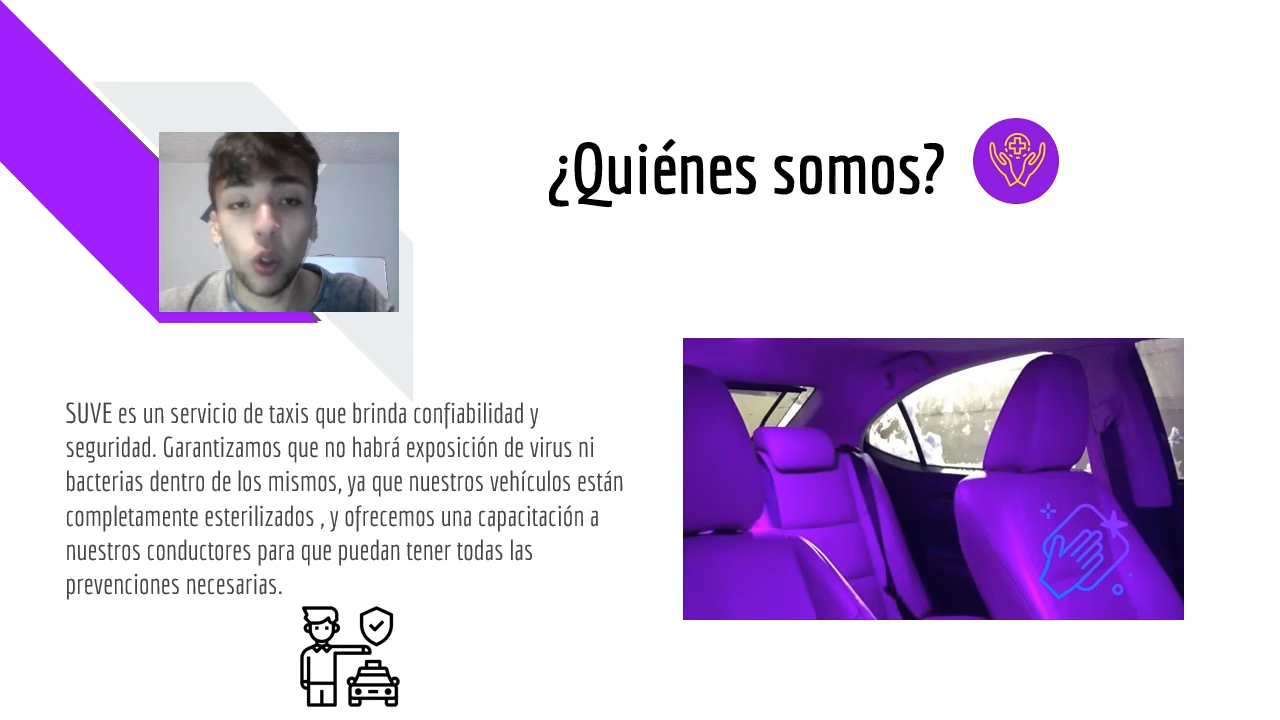 ¿Quiénes somos?
SUVE es un servicio de taxis que brinda confiabilidad y
seguridad. Garantizamos que no habrá exposición de virus ni
bacterias dentro de los mismos, ya que nuestros vehículos están
completamente esterilizados , y ofrecemos una capacitación a
nuestros conductores para que puedan tener todas las
prevenciones necesarias.